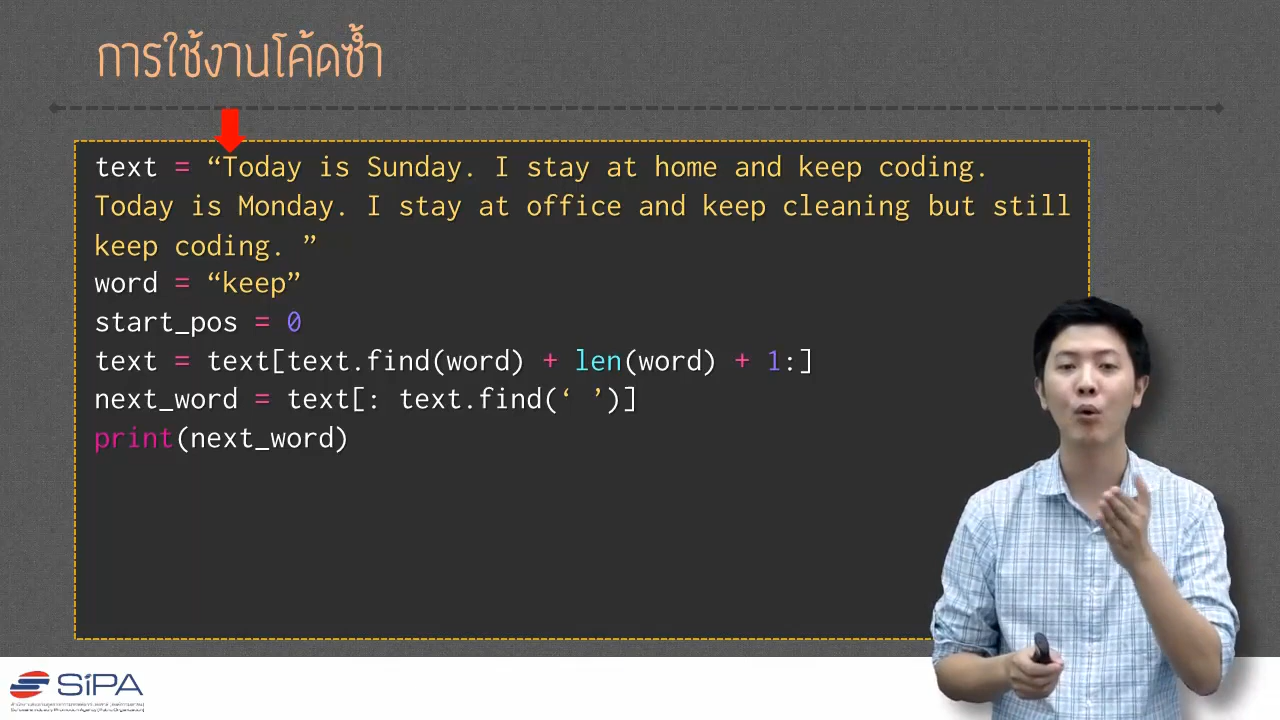 การใช้งานโค้ดซ้ำ
text = “Today is Sunday. I stay at home and keep coding.
Today is Monday. I stay at office and keep cleaning but still
keep coding. ”
word = “keep”
start_pos = 0
text = text[text.find(word) + len(word) + 1:]
next_word = text[: text.find(‘ ’)]
print(next_word)
SiPA